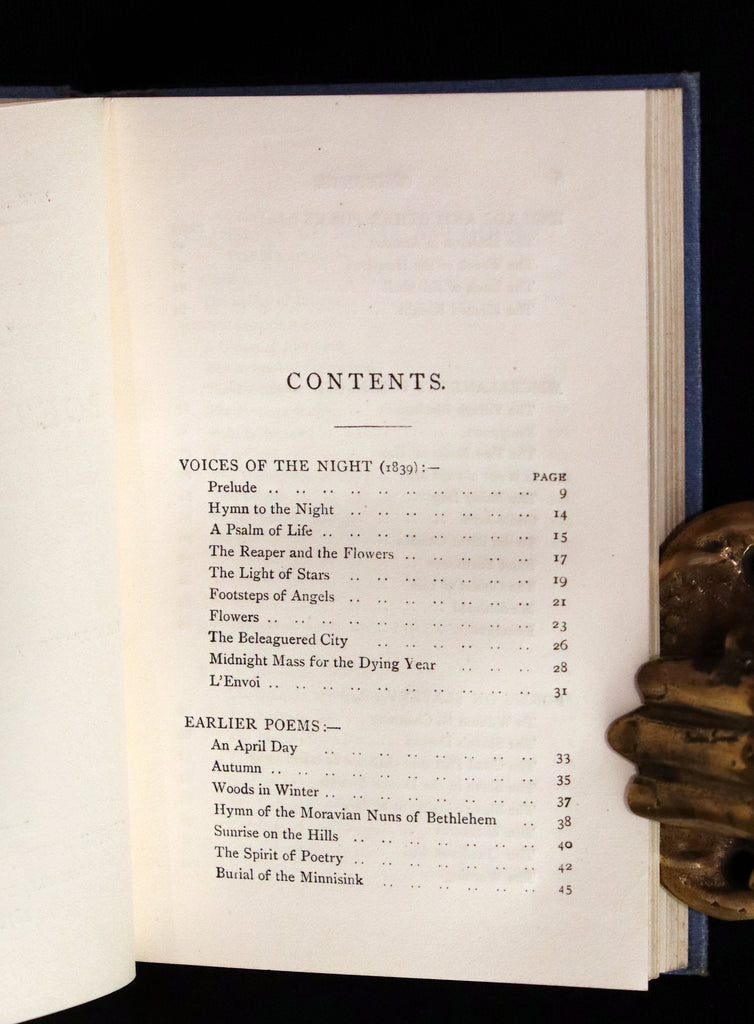 CONTENTS.
VOICES OF THE NIGHT (1839):—
PAGE
Prelude .. .. .. .. .. .. .. .. .. .. 9
Hymn to the Night .. .. .. .. .. .. .. 14
A Psalm of Life .. .. .. .. .. .. .. .. 15
The Reaper and the Flowers .. .. .. .. .. 17
The Light of Stars .. .. .. .. .. .. .. 19
Footsteps of Angels .. .. .. .. .. .. .. 21
Flowers .. .. .. .. .. .. .. .. .. .. 23
The Beleaguered City .. .. .. .. .. .. 26
Midnight Mass for the Dying Year .. .. .. 28
L'Envoi .. .. .. .. .. .. .. .. .. .. 31
EARLIER POEMS:—
An April Day .. .. .. .. .. .. .. .. 33
Autumn .. .. .. .. .. .. .. .. .. .. 35
Woods in Winter .. .. .. .. .. .. .. .. 37
Hymn of the Moravian Nuns of Bethlehem .. 38
Sunrise on the Hills .. .. .. .. .. .. .. 40
The Spirit of Poetry .. .. .. .. .. .. .. 42
Burial of the Minnisink .. .. .. .. .. .. 45